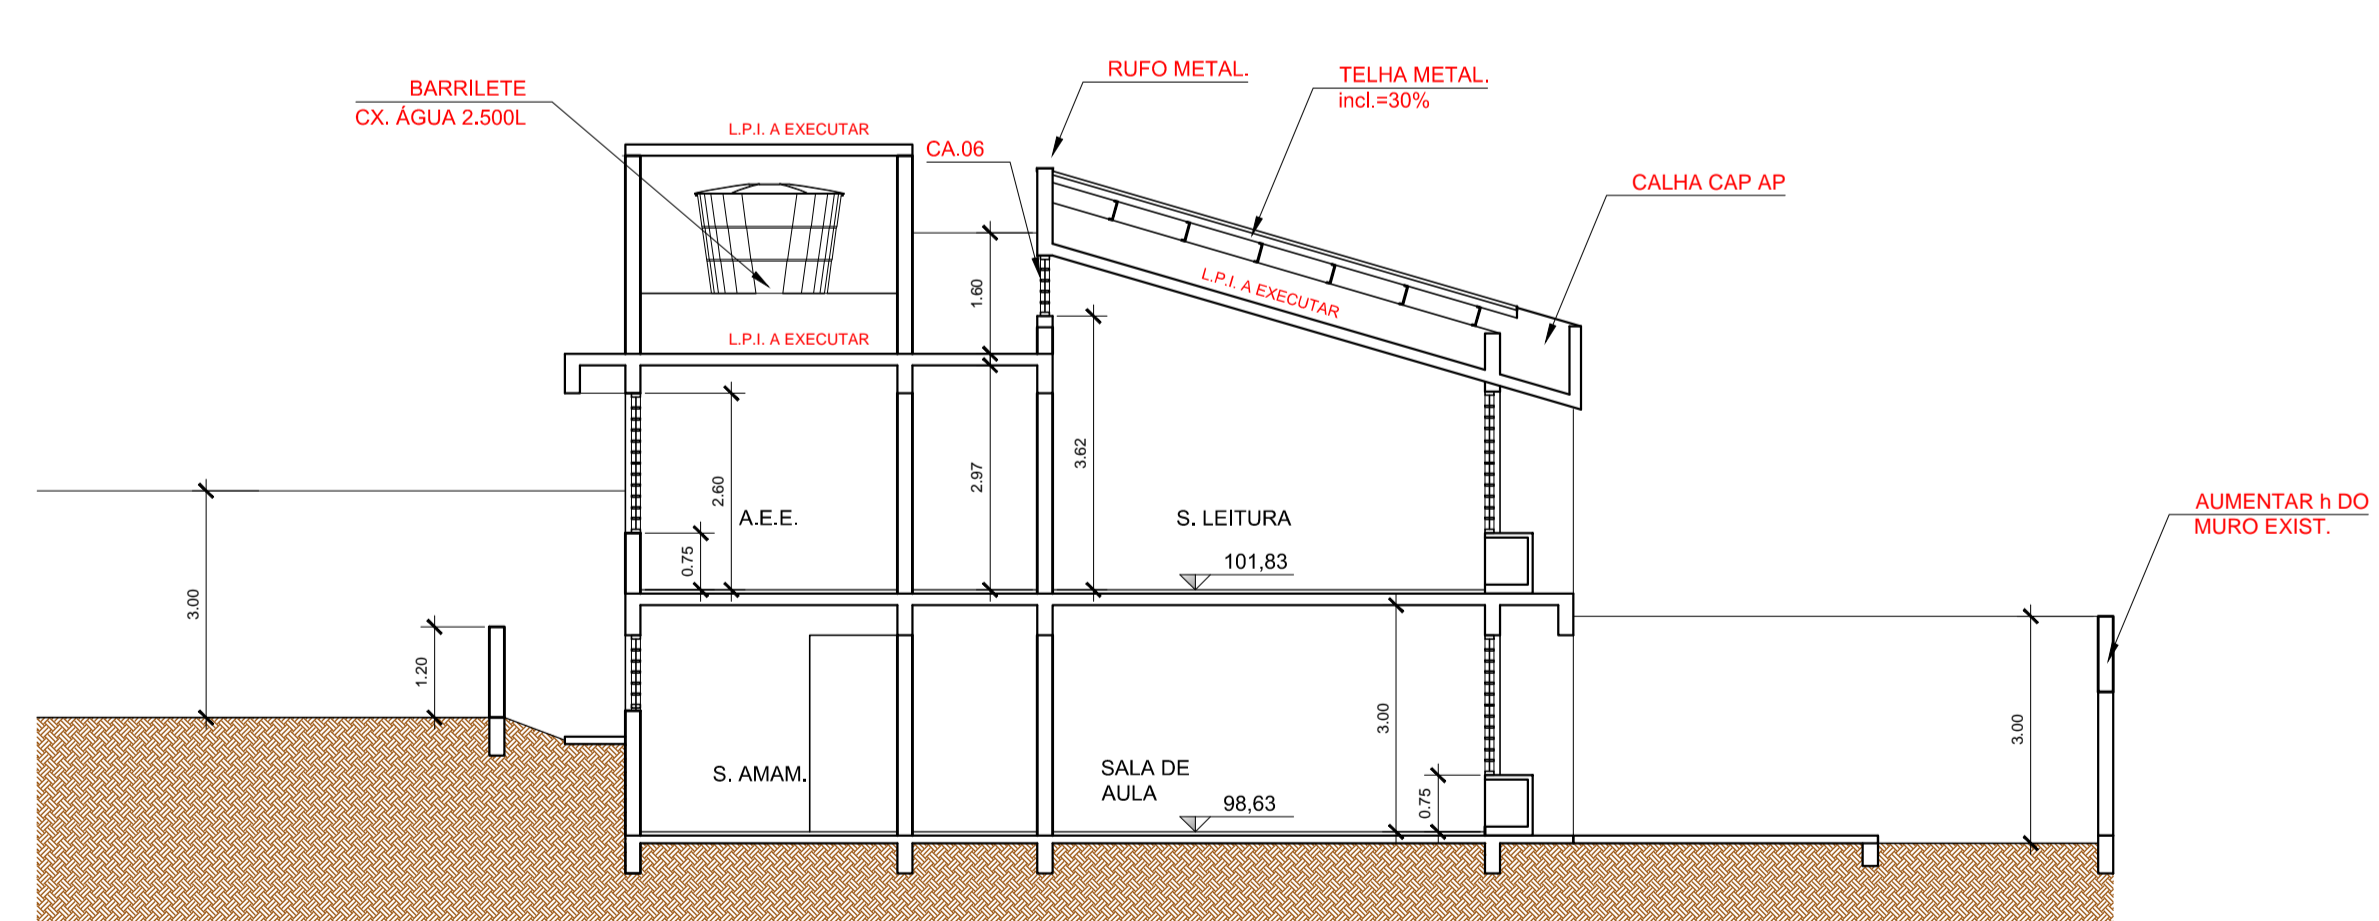 RUFO METAL.
TELHA METAL.
incl.=30%
BARRILETE
CX. ÁGUA 2.500L
L.P.I. A EXECUTAR
CA.06
CALHA CAP AP
1.60
L.P.I. A EXECUTAR
L.P.I. A EXECUTAR
2.60
2.97
3.62
A.E.E.
S. LEITURA
AUMENTAR h DO
MURO EXIST.
0.75
101,83
3.00
1.20
3.00
3.00
S. AMAM.
SALA DE
AULA
98,63
0.75